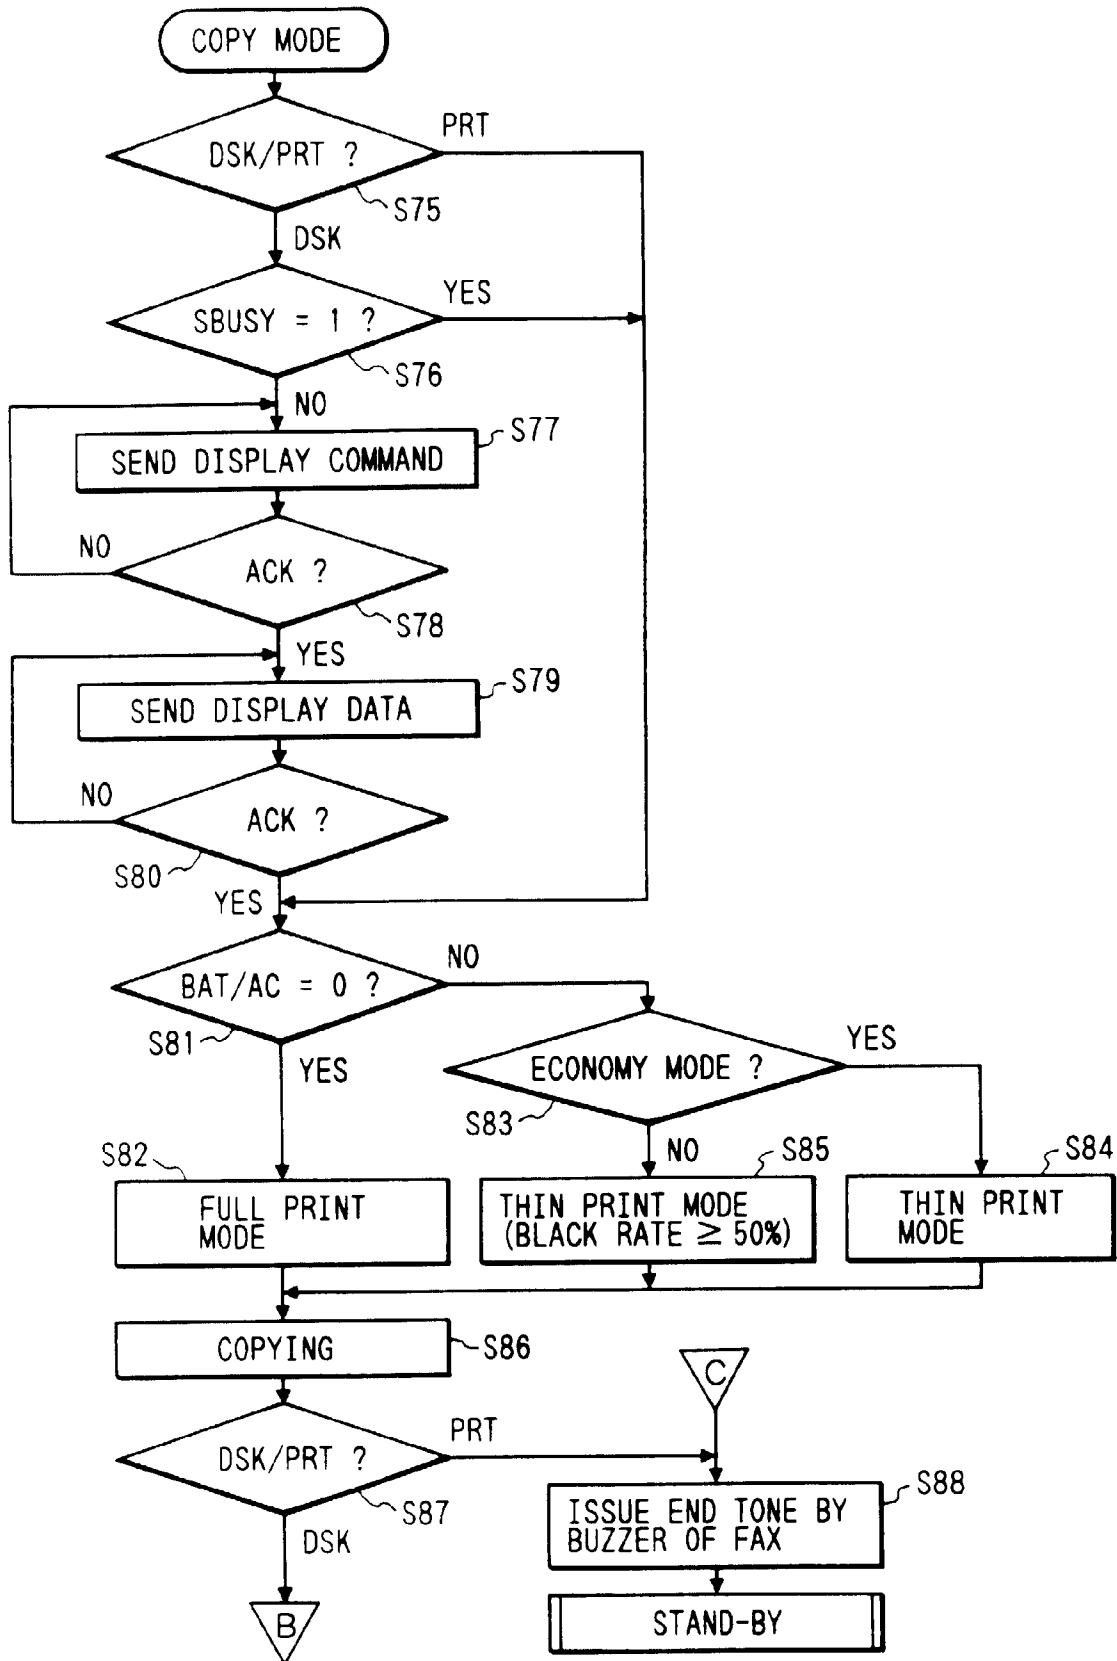 COPY MODE
PRT
DSK/PRT ?
S75
DSK
YES
SBUSY = 1 ?
S76
NO
S77
SEND DISPLAY COMMAND
NO
ACK ?
S78
YES
S79
SEND DISPLAY DATA
NO
ACK ?
S80
YES
NO
BAT/AC = 0 ?
S81
YES
YES
ECONOMY MODE ?
S83
NO
S82
S85
S84
FULL PRINT
MODE
THIN PRINT MODE
(BLACK RATE ≥ 50%)
THIN PRINT
MODE
COPYING
S86
C
PRT
DSK/PRT ?
S87
S88
ISSUE END TONE BY
BUZZER OF FAX
DSK
B
STAND-BY